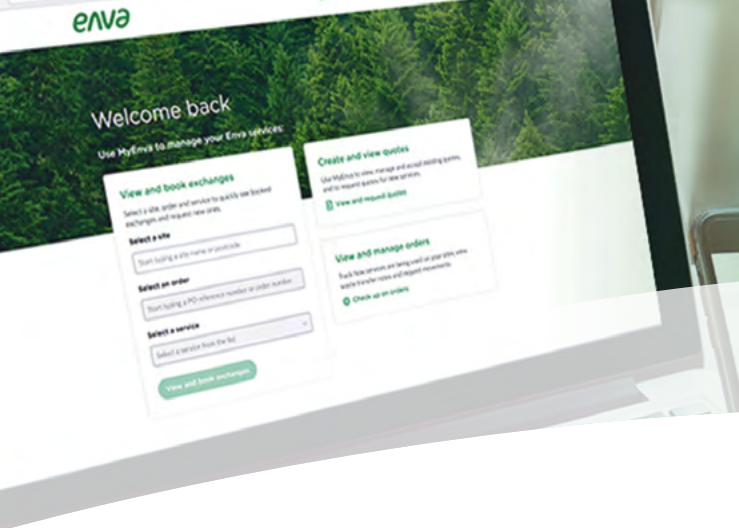 enva
Welcome back
Use MyEnva to manage your Enva services:
View and book exchanges
Select a site, order and service to quickly see booked
exchanges and request new ones.
Select a site
Start typing a site name or postcode
Select an order
Start typing a PO reference number or order number
Select a service
Select a service from the list
View and book exchanges
Create and view quotes
Use MyEnva to view, manage and accept existing quotes,
and to request quotes for new services.
View and request quotes
View and manage orders
Track how services are being used on your sites, view
waste transfer notes and request movements.
Check up on orders